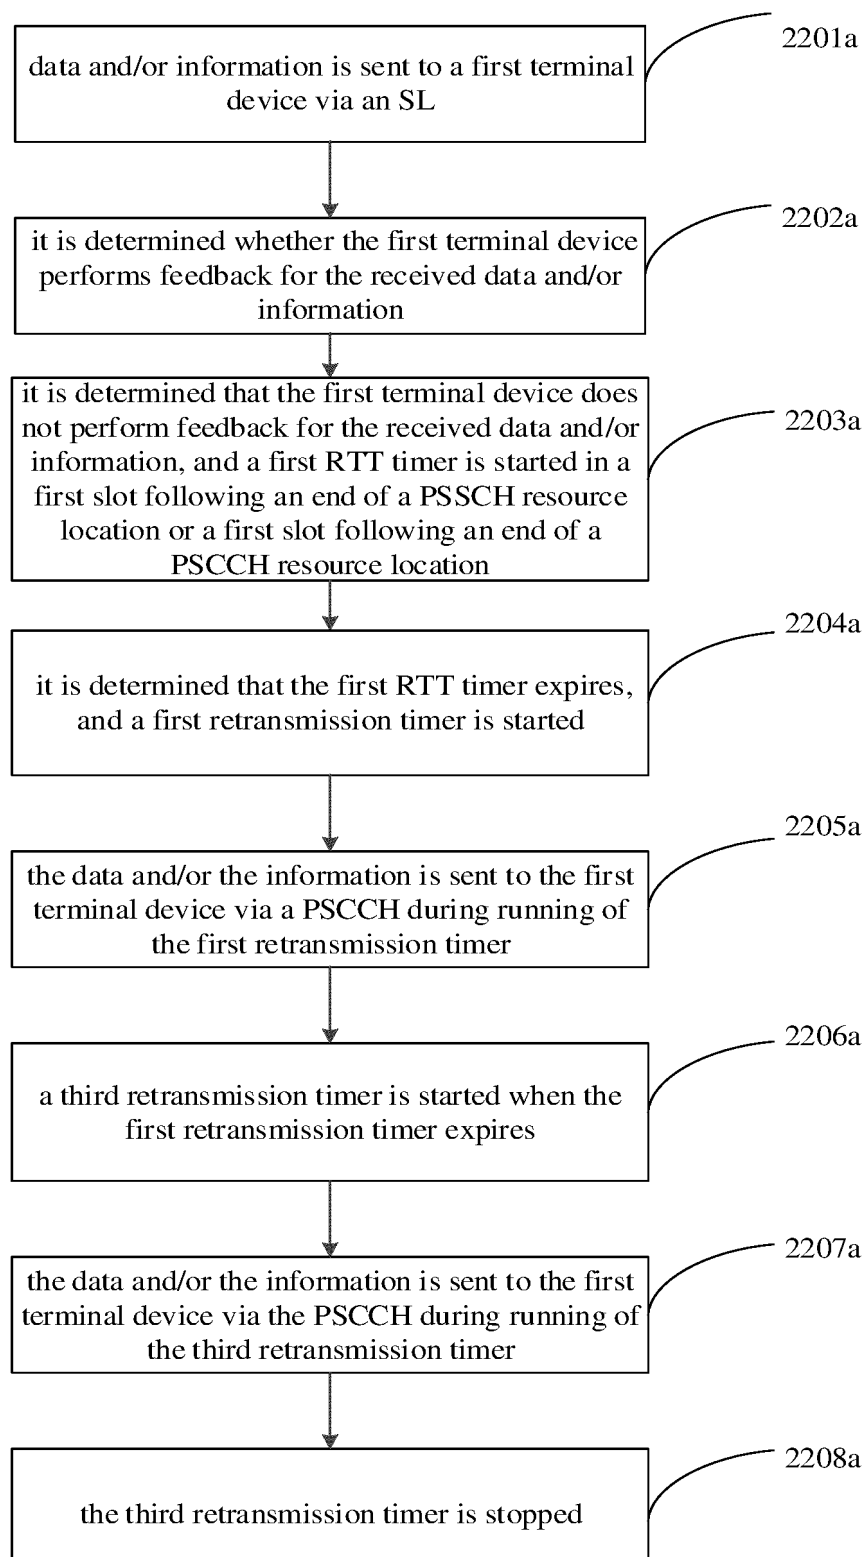 2201a
data and/or information is sent to a first terminal
device via an SL
2202a
it is determined whether the first terminal device
performs feedback for the received data and/or
information
2203a
it is determined that the first terminal device does
not perform feedback for the received data and/or
information, and a first RTT timer is started in a
first slot following an end of a PSSCH resource
location or a first slot following an end of a
PSCCH resource location
2204a
it is determined that the first RTT timer expires,
and a first retransmission timer is started
2205a
the data and/or the information is sent to the first
terminal device via a PSCCH during running of
the first retransmission timer
2206a
a third retransmission timer is started when the
first retransmission timer expires
2207a
the data and/or the information is sent to the first
terminal device via the PSCCH during running of
the third retransmission timer
2208a
the third retransmission timer is stopped